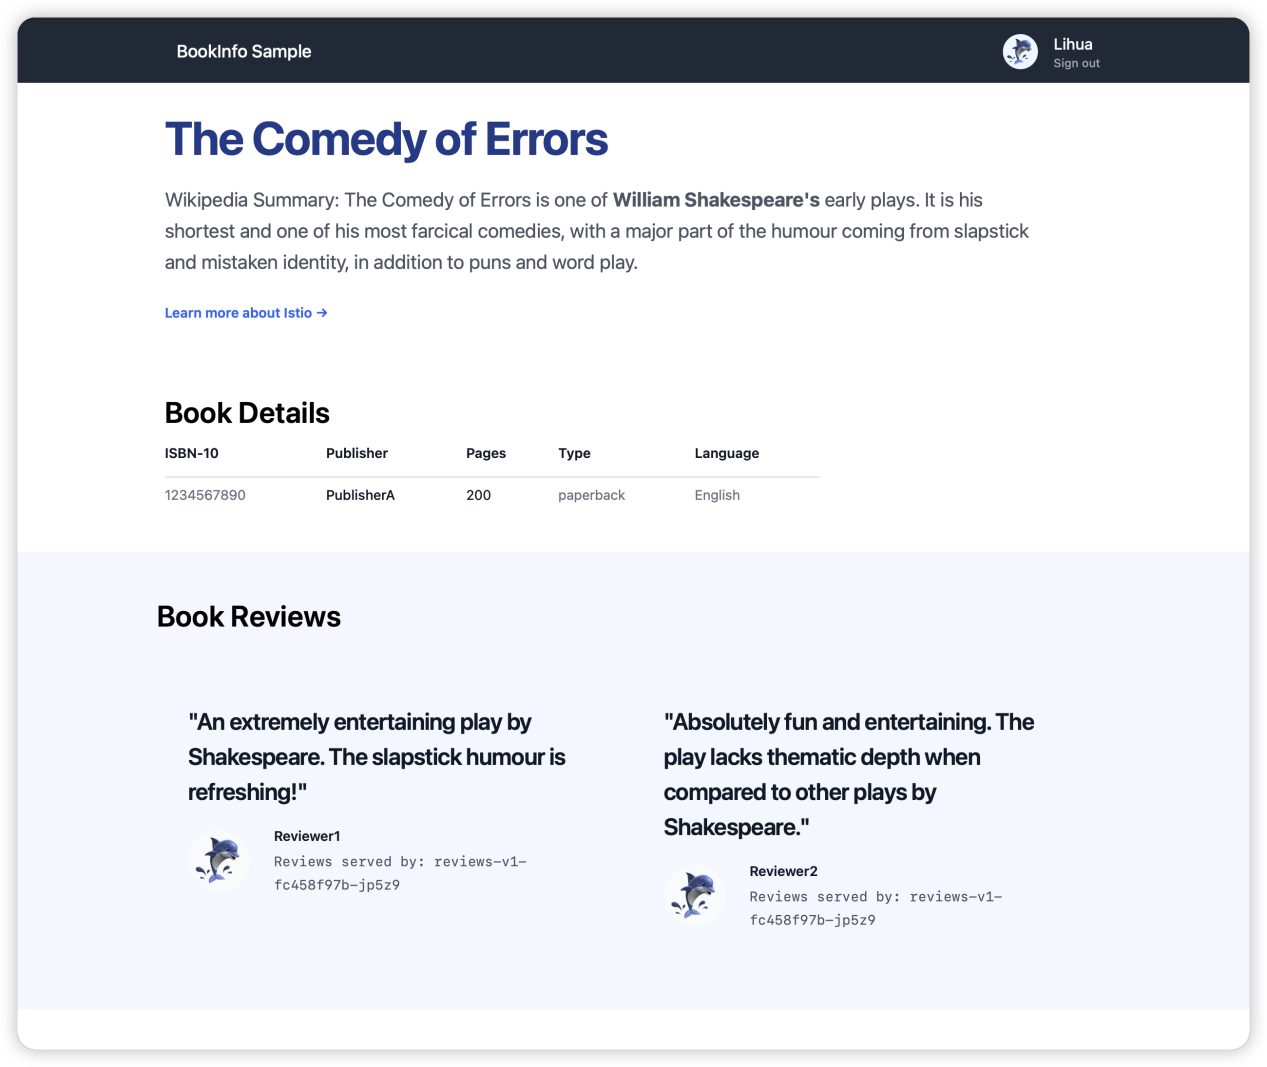 BookInfo Sample
Lihua
Sign out
The Comedy of Errors
Wikipedia Summary: The Comedy of Errors is one of William Shakespeare's early plays. It is his
shortest and one of his most farcical comedies, with a major part of the humour coming from slapstick
and mistaken identity, in addition to puns and word play.
Learn more about Istio →
Book Details
ISBN-10 Publisher Pages Type Language
1234567890 PublisherA 200 paperback English
Book Reviews
"An extremely entertaining play by
Shakespeare. The slapstick humour is
refreshing!"
Reviewer1
Reviews served by: reviews-v1-
fc458f97b-jp5z9
"Absolutely fun and entertaining. The
play lacks thematic depth when
compared to other plays by
Shakespeare."
Reviewer2
Reviews served by: reviews-v1-
fc458f97b-jp5z9